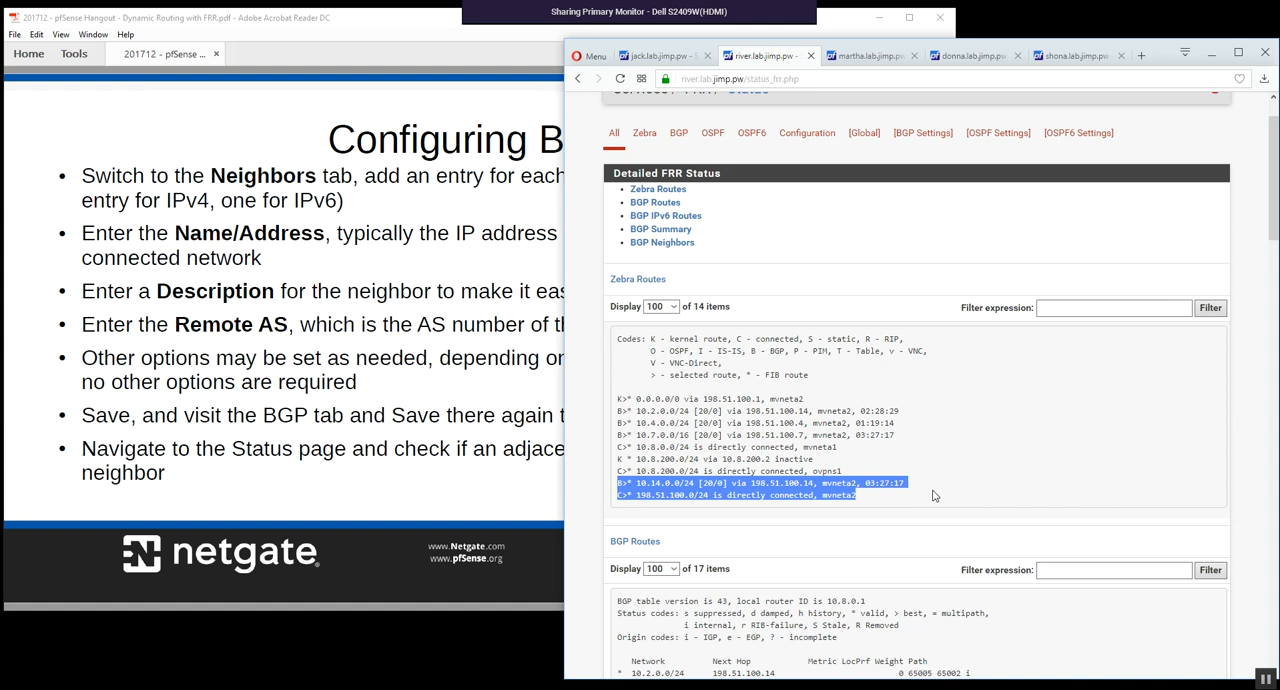 Sharing Primary Monitor - Dell S2409W(HDMI)
201712 - pfSense Hangout - Dynamic Routing with FRR.pdf - Adobe Acrobat Reader DC
File Edit View Window Help
Home Tools 201712 - pfSense ... ×
Configuring B
• Switch to the Neighbors tab, add an entry for each
entry for IPv4, one for IPv6)
• Enter the Name/Address, typically the IP address
connected network
• Enter a Description for the neighbor to make it eas
• Enter the Remote AS, which is the AS number of th
• Other options may be set as needed, depending on
no other options are required
• Save, and visit the BGP tab and Save there again t
• Navigate to the Status page and check if an adjace
neighbor
netgate
www.Netgate.com
www.pfSense.org
Menu jack.lab.jimp.pw - S river.lab.jimp.pw - martha.lab.jimp.pw donna.lab.jimp.pw shona.lab.jimp.pw
river.lab.jimp.pw/status_frr.php
All Zebra BGP OSPF OSPF6 Configuration [Global] [BGP Settings] [OSPF Settings] [OSPF6 Settings]
Detailed FRR Status
• Zebra Routes
• BGP Routes
• BGP IPv6 Routes
• BGP Summary
• BGP Neighbors
Zebra Routes
Display 100 of 14 items Filter expression: Filter
Codes: K - kernel route, C - connected, S - static, R - RIP,
O - OSPF, I - IS-IS, B - BGP, P - PIM, T - Table, v - VNC,
V - VNC-Direct,
> - selected route, * - FIB route
K>* 0.0.0.0/0 via 198.51.100.1, mvneta2
B>* 10.2.0.0/24 [20/0] via 198.51.100.14, mvneta2, 02:28:29
B>* 10.4.0.0/24 [20/0] via 198.51.100.4, mvneta2, 01:19:14
B>* 10.7.0.0/16 [20/0] via 198.51.100.7, mvneta2, 03:27:17
C>* 10.8.0.0/24 is directly connected, mvneta1
K * 10.8.200.0/24 via 10.8.200.2 inactive
C>* 10.8.200.0/24 is directly connected, ovpns1
B>* 10.14.0.0/24 [20/0] via 198.51.100.14, mvneta2, 03:27:17
C>* 198.51.100.0/24 is directly connected, mvneta2
BGP Routes
Display 100 of 17 items Filter expression: Filter
BGP table version is 43, local router ID is 10.8.0.1
Status codes: s suppressed, d damped, h history, * valid, > best, = multipath,
i internal, r RIB-failure, S Stale, R Removed
Origin codes: i - IGP, e - EGP, ? - incomplete
Network Next Hop Metric LocPrf Weight Path
* 10.2.0.0/24 198.51.100.14 0 65005 65002 i